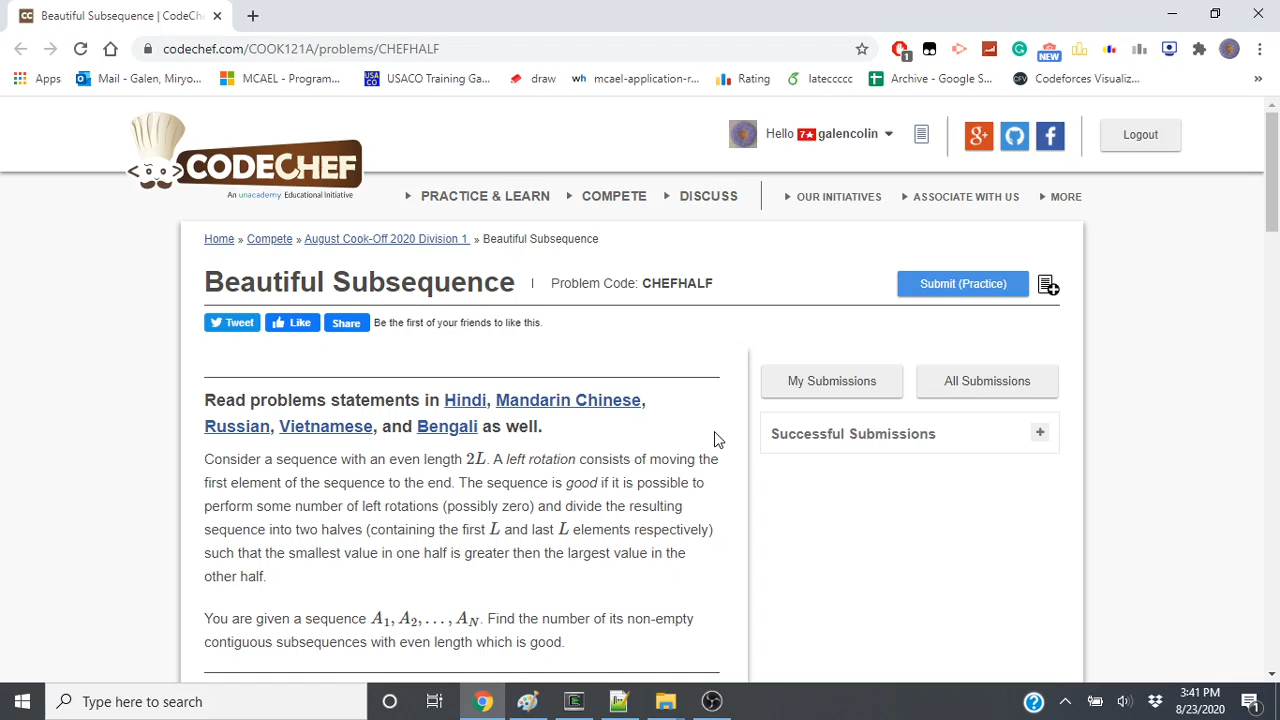 CC Beautiful Subsequence | CodeChe
codechef.com/COOK121A/problems/CHEFHALF
1 NEW
Apps Mail - Galen, Miryo... MCAEL - Program... USACO Training Ga... draw wh mcael-application-r... Rating lateccccc Archive - Google S... CFV Codeforces Visualiz... »
CODECHEF
An unacademy Educational Initiative
Hello 7★ galencolin
g+ f Logout
PRACTICE & LEARN COMPETE DISCUSS OUR INITIATIVES ASSOCIATE WITH US MORE
Home » Compete » August Cook-Off 2020 Division 1 » Beautiful Subsequence
Beautiful Subsequence Problem Code: CHEFHALF Submit (Practice)
Tweet Like Share Be the first of your friends to like this.
My Submissions All Submissions
Successful Submissions +
Read problems statements in Hindi, Mandarin Chinese,
Russian, Vietnamese, and Bengali as well.
Consider a sequence with an even length 2L. A left rotation consists of moving the
first element of the sequence to the end. The sequence is good if it is possible to
perform some number of left rotations (possibly zero) and divide the resulting
sequence into two halves (containing the first L and last L elements respectively)
such that the smallest value in one half is greater then the largest value in the
other half.
You are given a sequence A1, A2, . . . , AN. Find the number of its non-empty
contiguous subsequences with even length which is good.
Type here to search
3:41 PM
8/23/2020
1